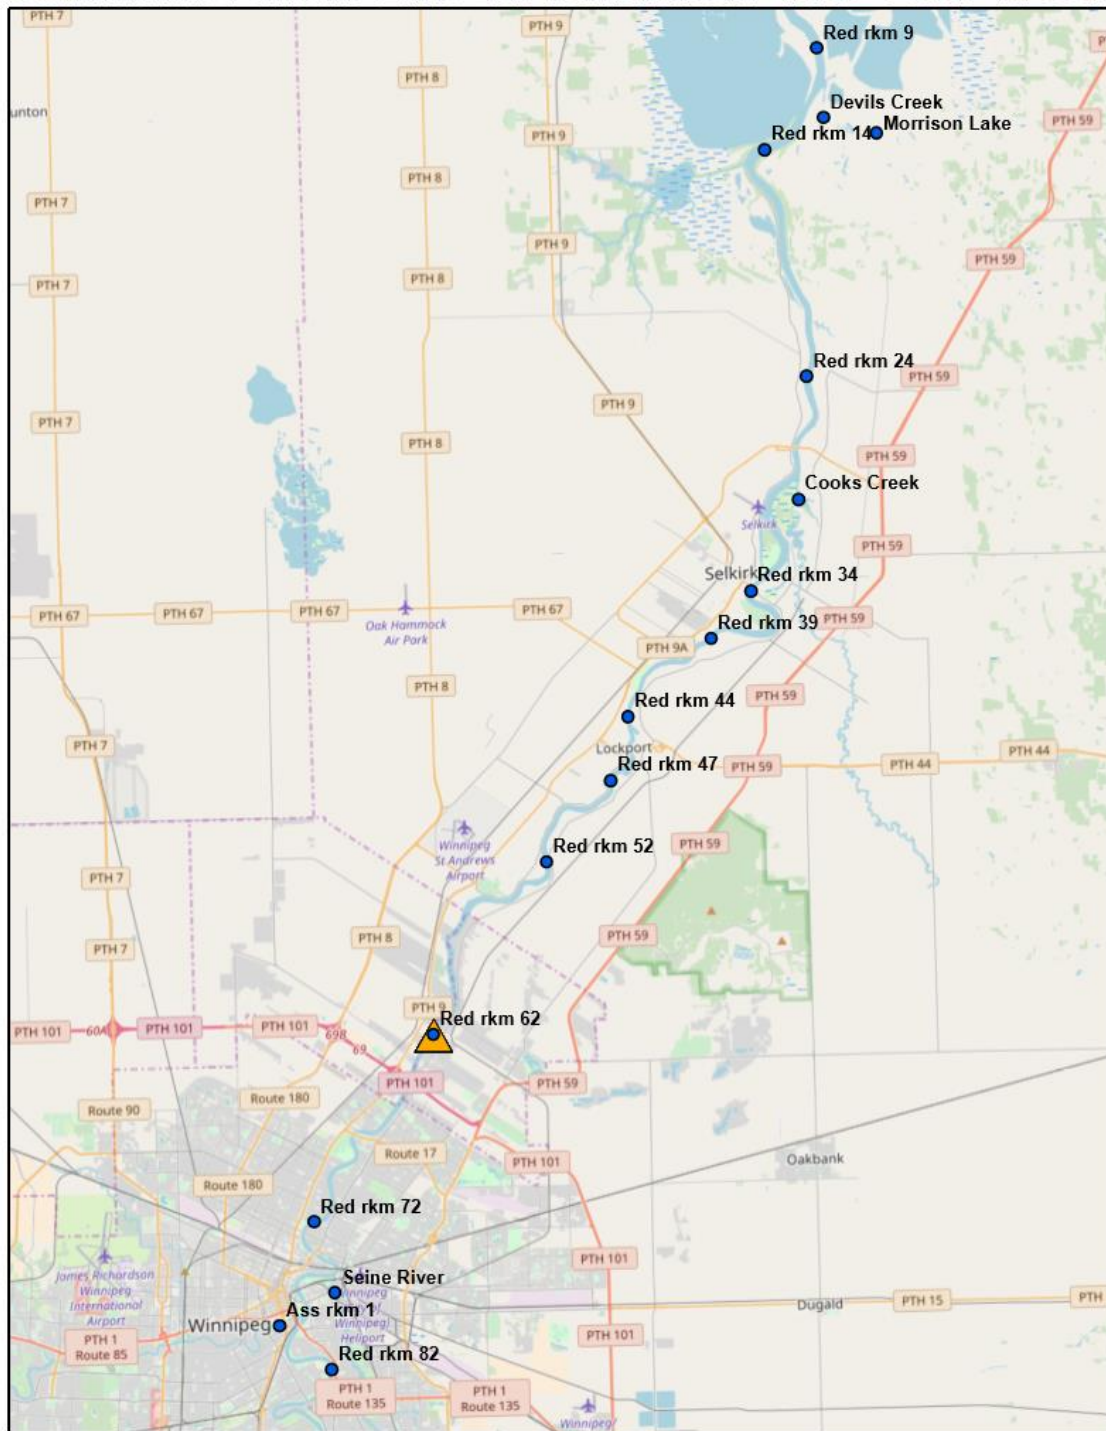 PTH 7
PTH 9
Red rkm 9
PTH 8
Devils Creek
Morrison Lake
PTH 59
unton
PTH 9
Red rkm 14
PTH 8
PTH 7
PTH 9
PTH 59
PTH 8
PTH 7
Red rkm 24
PTH 59
PTH 9
PTH 7
PTH 8
PTH 59
Cooks Creek
Selkirk
PTH 59
Selkirk
Red rkm 34
PTH 67
PTH 67
PTH 67
PTH 67
PTH 59
Oak Hammock
Air Park
Red rkm 39
PTH 9A
PTH 8
PTH 59
Red rkm 44
PTH 7
Lockport
PTH 44
PTH 59
PTH 44
Red rkm 47
Winnipeg
St Andrews
Airport
Red rkm 52
PTH 59
PTH 7
PTH 8
PTH 59
PTH 7
PTH 9
Red rkm 62
PTH 101
60A
PTH 101
PTH 101
69B
69
PTH 101
PTH 59
Route 180
Route 90
Route 17
PTH 101
Oakbank
Route 180
Red rkm 72
James Richardson
Winnipeg
International
Airport
PTH 101
Seine River
Winnipeg
Winnipeg)
Heliport
Ass rkm 1
Winnipeg
Dugald
PTH 15
PTH
PTH 101
PTH 1
Route 85
Red rkm 82
PTH 1
Route 135
PTH 1
Route 135
Winnipeg/